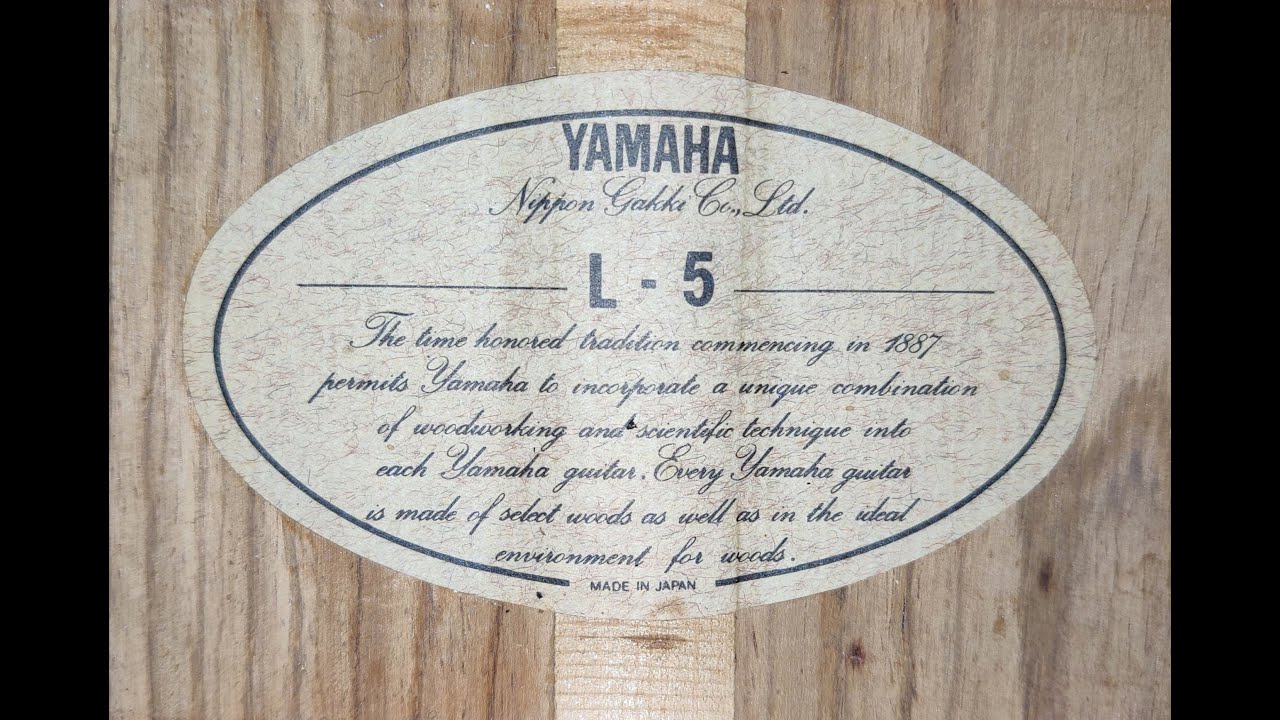 YAMAHA
Nippon Gakki Co., Ltd.
L - 5
The time honored tradition commencing in 1887
permits Yamaha to incorporate a unique combination
of woodworking and scientific technique into
each Yamaha guitar. Every Yamaha guitar
is made of select woods as well as in the ideal
environment for woods.
MADE IN JAPAN